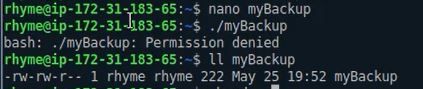 rhyme@ip-172-31-183-65:~$ nano myBackup
rhyme@ip-172-31-183-65:~$ ./myBackup
bash: ./myBackup: Permission denied
rhyme@ip-172-31-183-65:~$ ll myBackup
-rw-rw-r-- 1 rhyme rhyme 222 May 25 19:52 myBackup